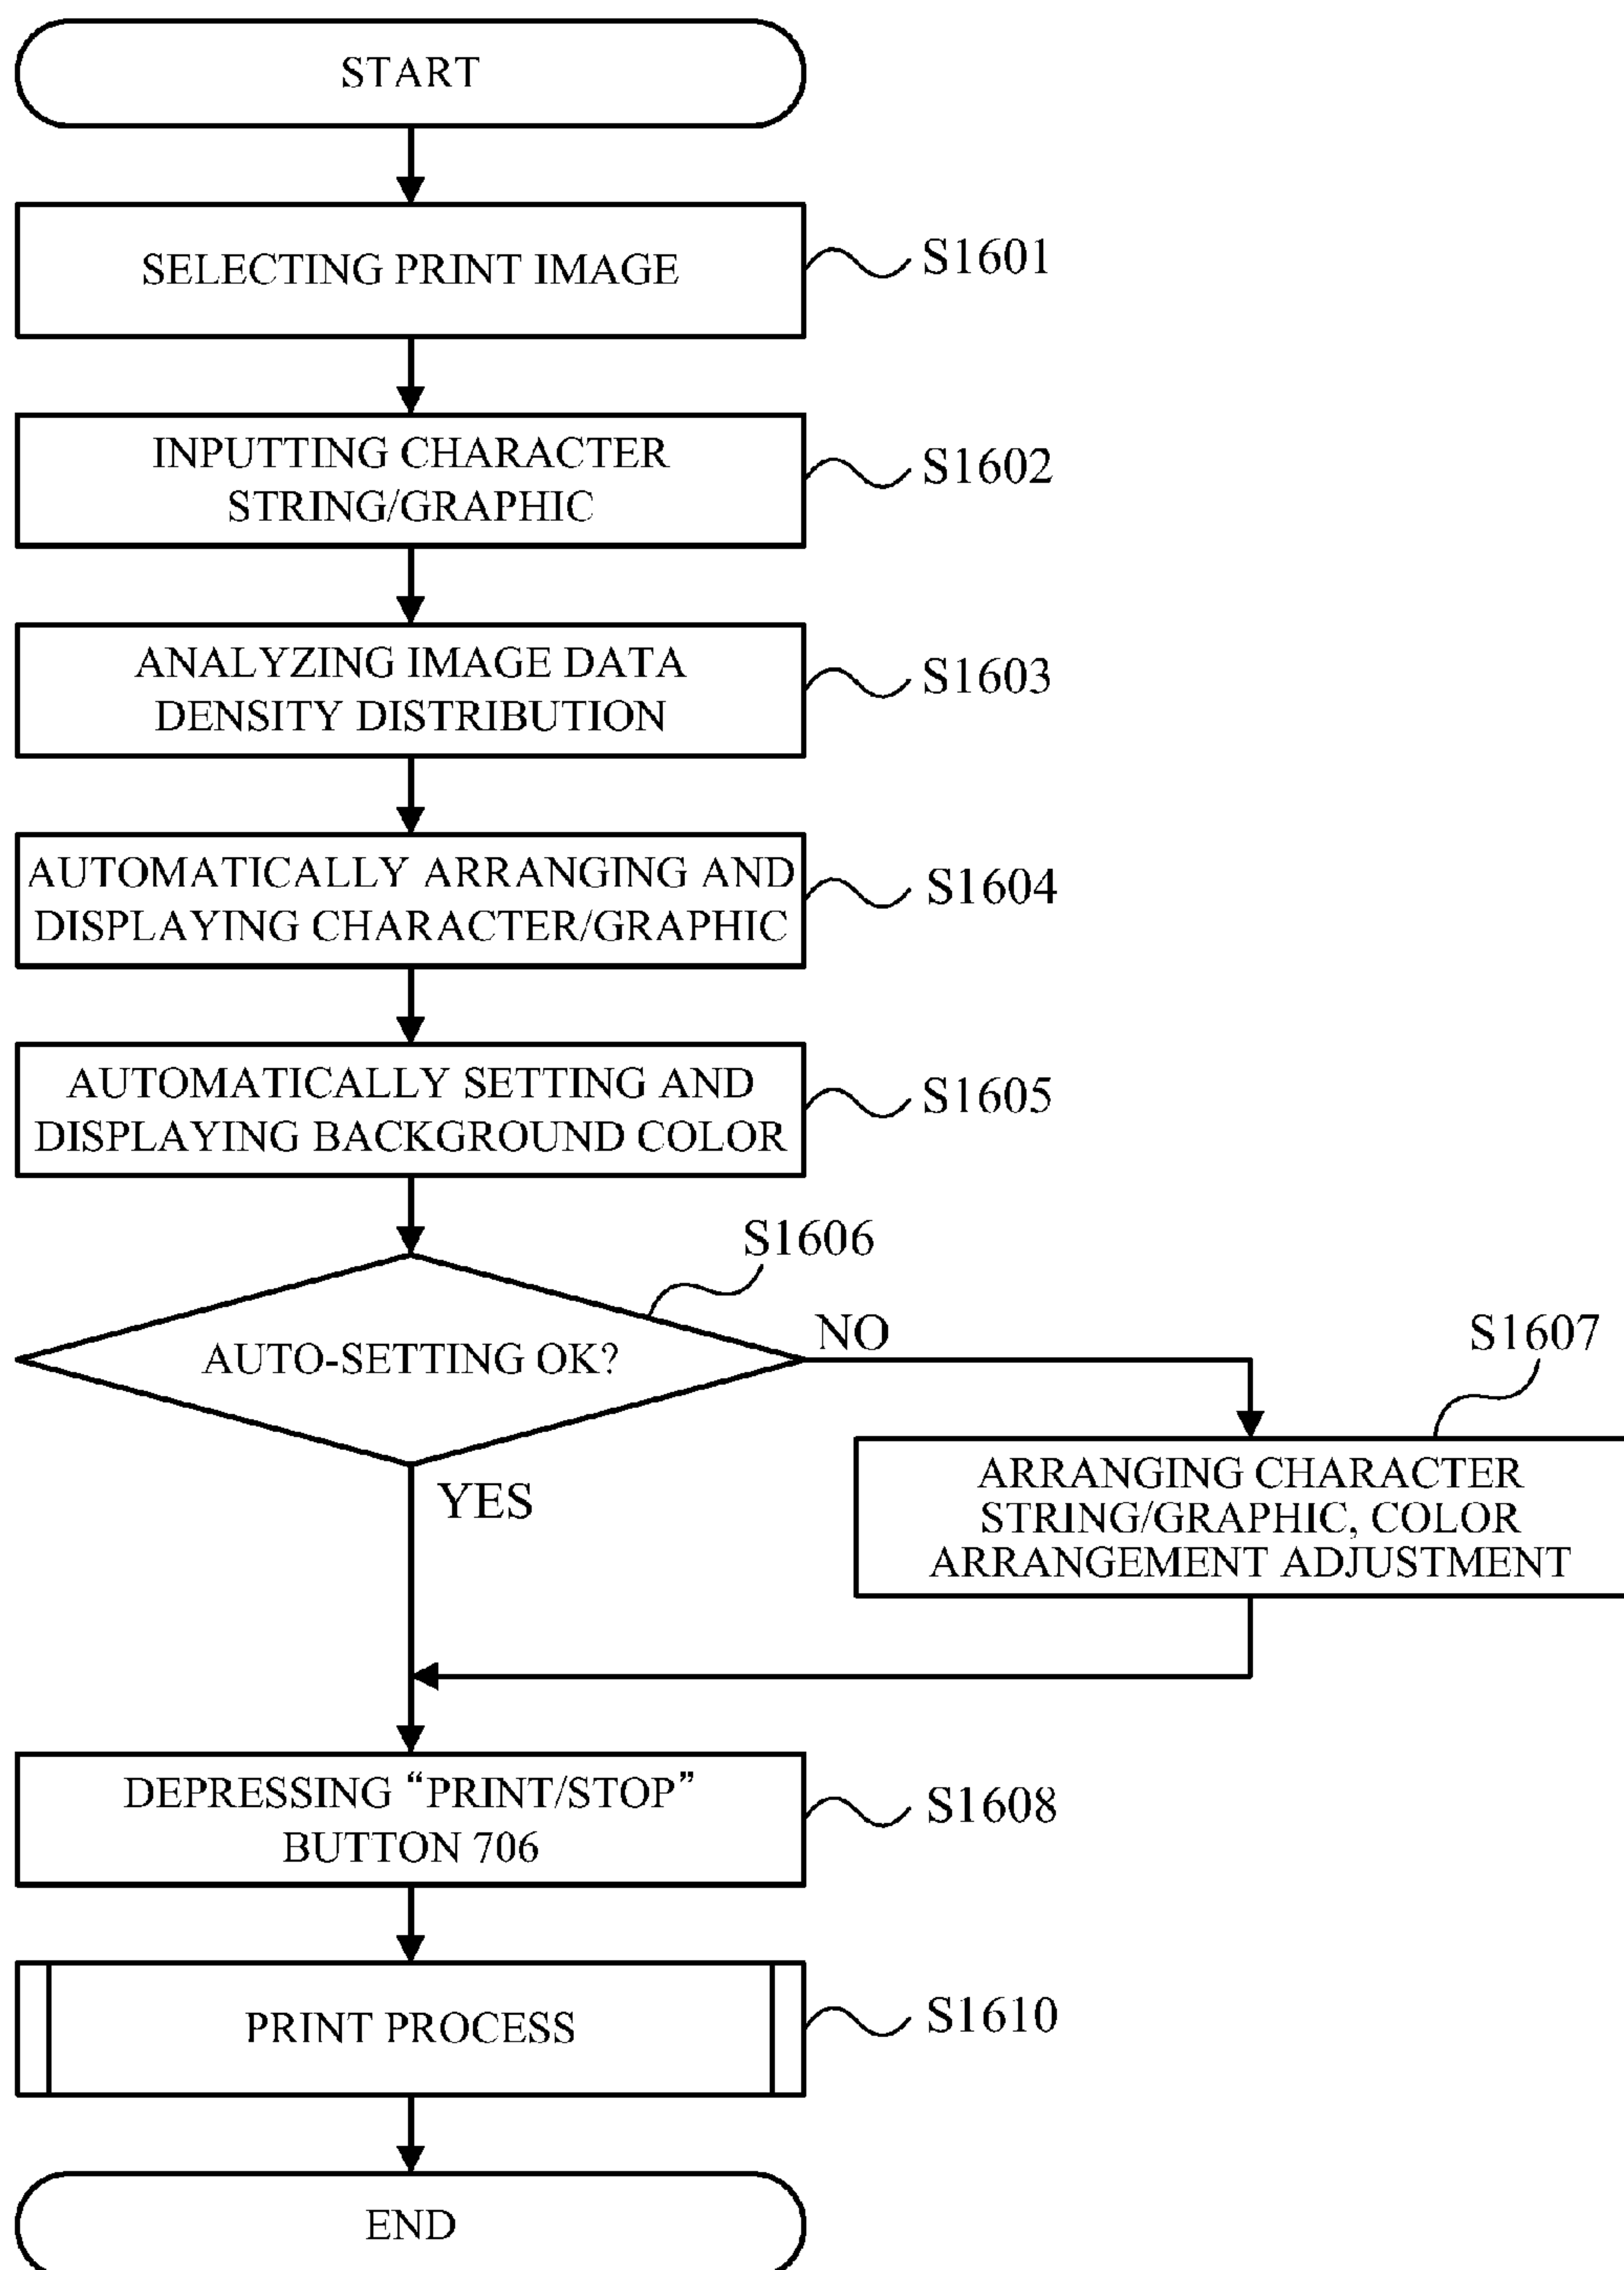 START
SELECTING PRINT IMAGE
S1601
INPUTTING CHARACTER
STRING/GRAPHIC
S1602
ANALYZING IMAGE DATA
DENSITY DISTRIBUTION
S1603
AUTOMATICALLY ARRANGING AND
DISPLAYING CHARACTER/GRAPHIC
S1604
AUTOMATICALLY SETTING AND
DISPLAYING BACKGROUND COLOR
S1605
S1606
AUTO-SETTING OK?
NO
YES
S1607
ARRANGING CHARACTER
STRING/GRAPHIC, COLOR
ARRANGEMENT ADJUSTMENT
DEPRESSING “PRINT/STOP”
BUTTON 706
S1608
PRINT PROCESS
S1610
END